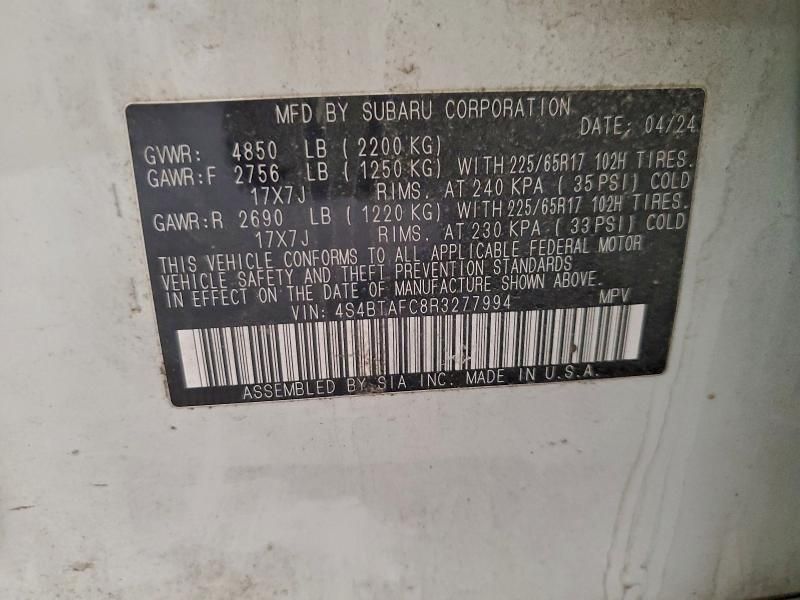 MFD BY SUBARU CORPORATION
DATE: 04/24
GVWR: 4850 LB (2200 KG)
GAWR:F 2756 LB (1250 KG) WITH 225/65R17 102H TIRES.
17X7J RIMS. AT 240 KPA (35 PSI) COLD
GAWR:R 2690 LB (1220 KG) WITH 225/65R17 102H TIRES.
17X7J RIMS. AT 230 KPA (33 PSI) COLD
THIS VEHICLE CONFORMS TO ALL APPLICABLE FEDERAL MOTOR
VEHICLE SAFETY AND THEFT PREVENTION STANDARDS
IN EFFECT ON THE DATE OF MANUFACTURE SHOWN ABOVE.
VIN: 4S4BTAFC8R3277994 MPV
ASSEMBLED BY SIA INC: MADE IN U.S.A.